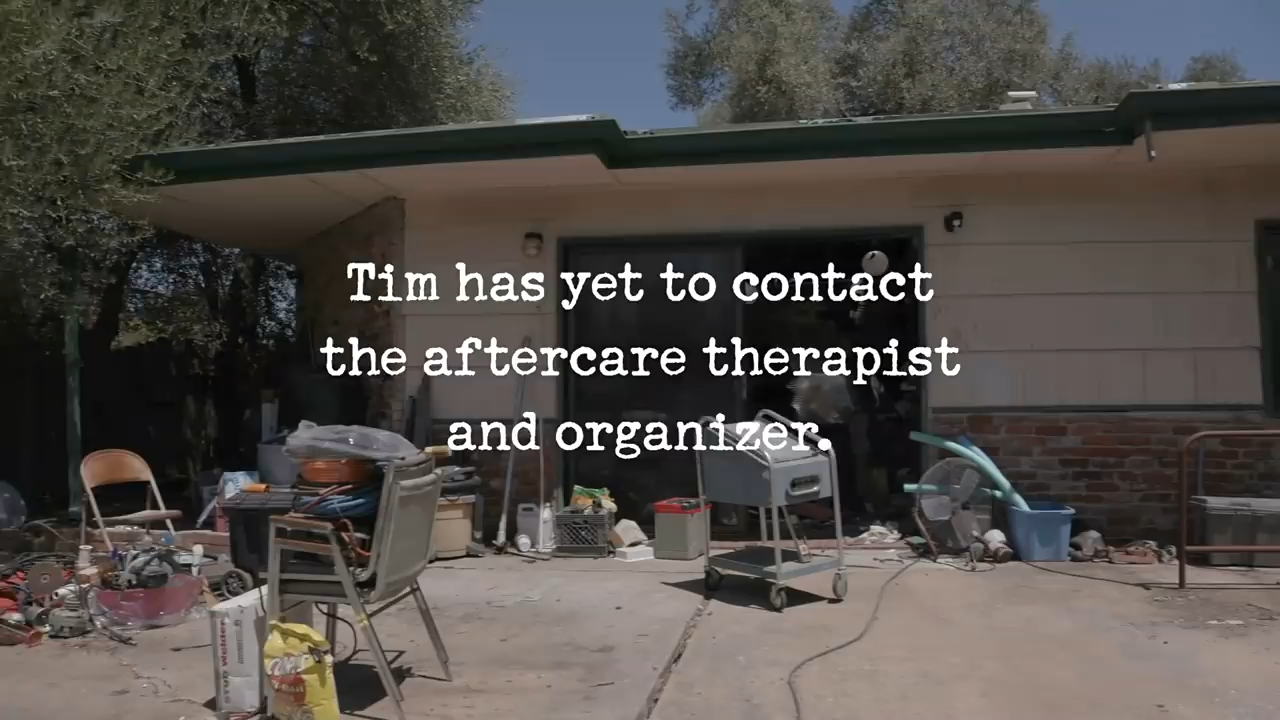 Tim has yet to contact
the aftercare therapist
and organizer.